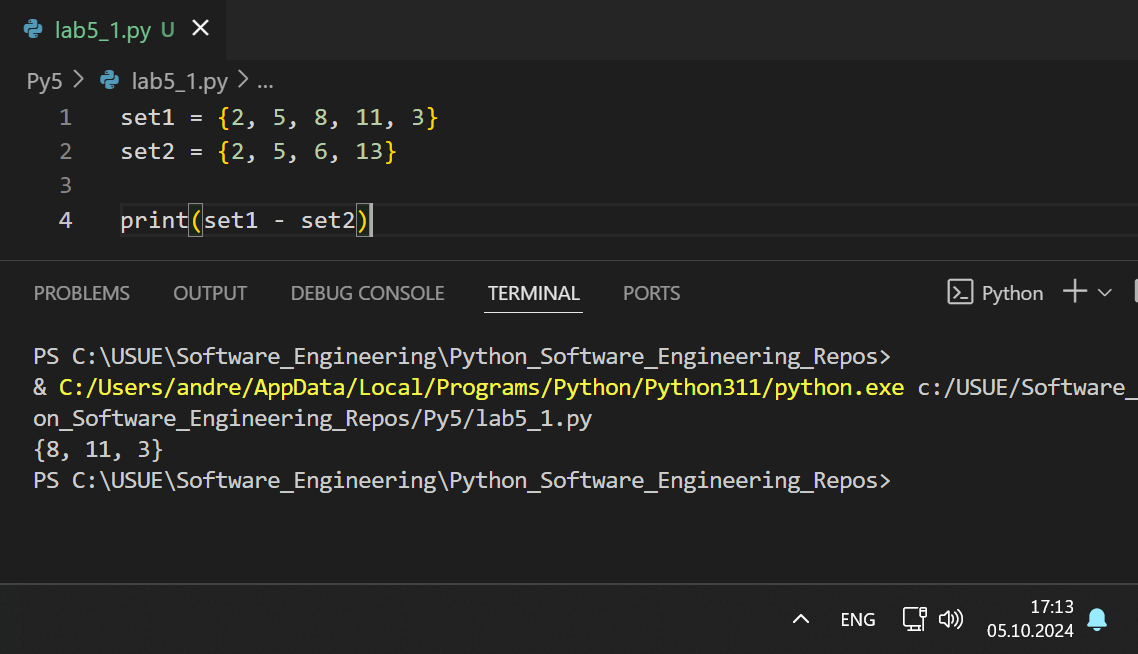 lab5_1.py U
Py5 > lab5_1.py > ...
1 set1 = {2, 5, 8, 11, 3}
2 set2 = {2, 5, 6, 13}
3
4 print(set1 - set2)
PROBLEMS OUTPUT DEBUG CONSOLE TERMINAL PORTS Python
PS C:\USUE\Software_Engineering\Python_Software_Engineering_Repos>
& C:/Users/andre/AppData/Local/Programs/Python/Python311/python.exe c:/USUE/Software_
on_Software_Engineering_Repos/Py5/lab5_1.py
{8, 11, 3}
PS C:\USUE\Software_Engineering\Python_Software_Engineering_Repos>
ENG 17:13
05.10.2024